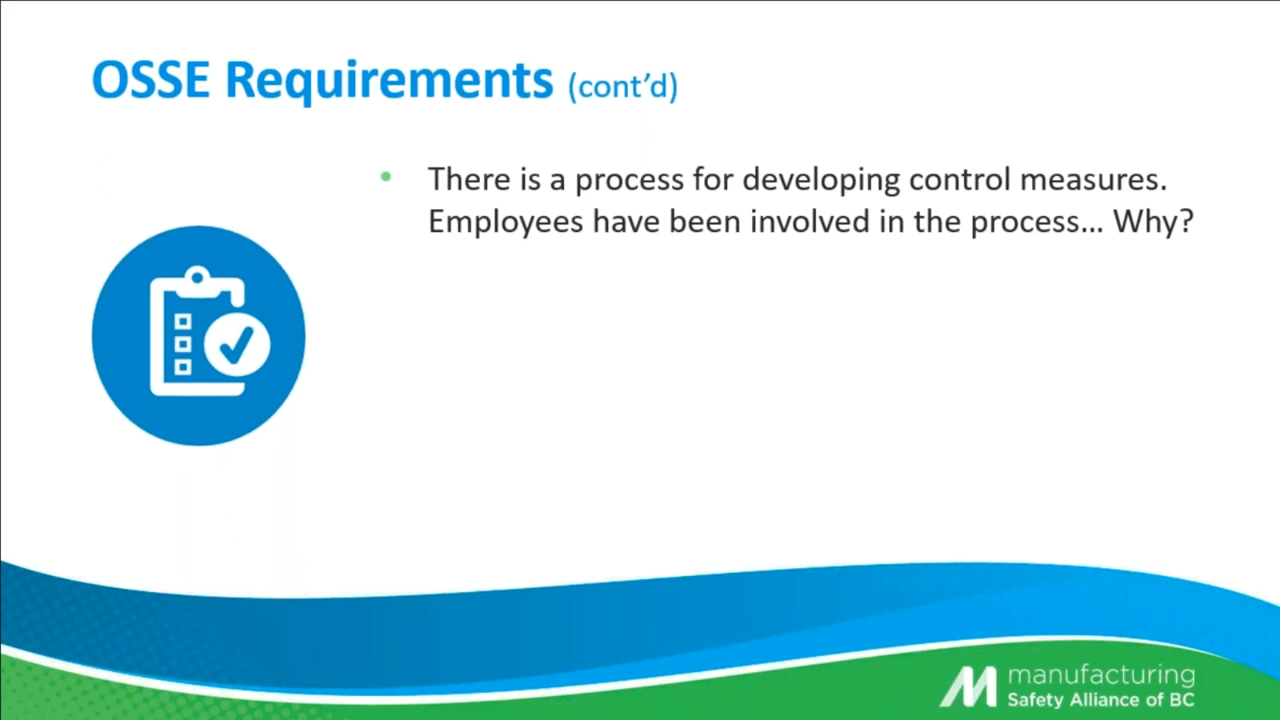 OSSE Requirements (cont’d)
• There is a process for developing control measures.
Employees have been involved in the process... Why?
manufacturing
Safety Alliance of BC